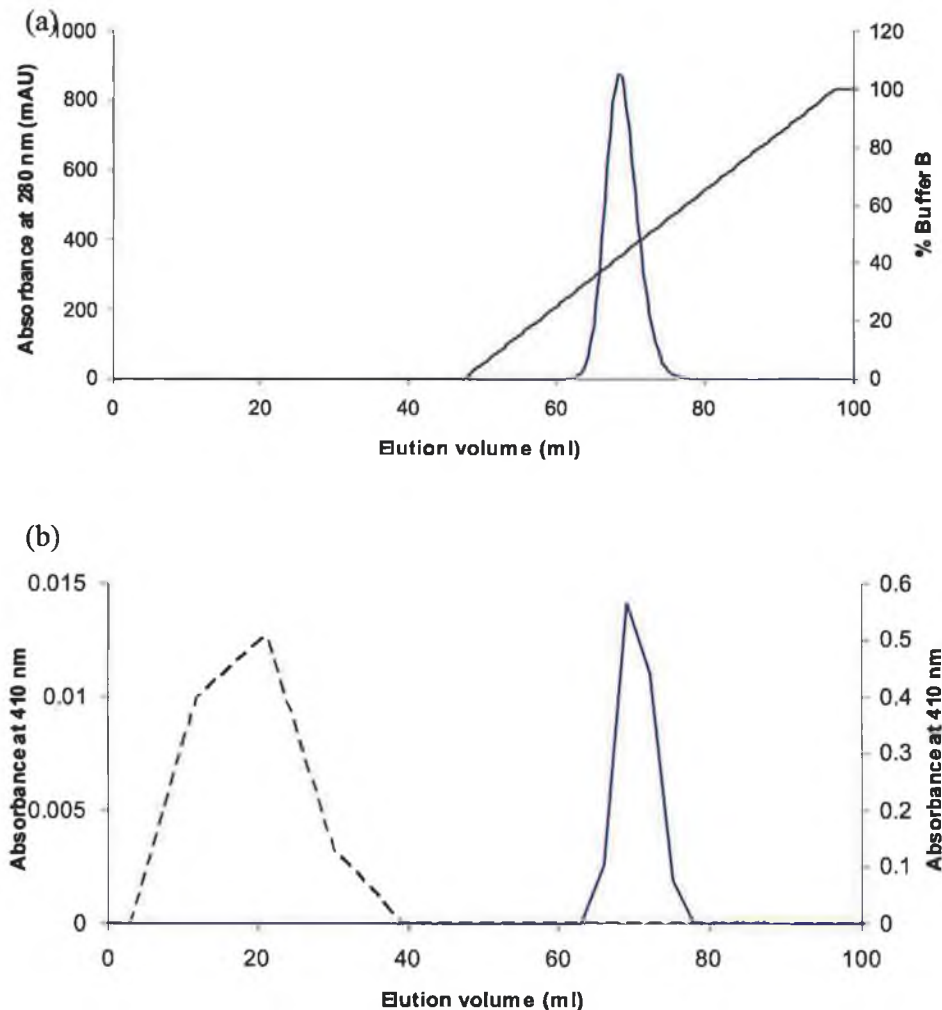 (a)
1000
800
600
400
200
0
Absorbance at 280 nm (mAU)
120
100
80
60
40
20
0
% Buffer B
0 20 40 60 80 100
Elution volume (ml)
(b)
0.015
0.01
0.005
0
Absorbance at 410 nm
0.6
0.5
0.4
0.3
0.2
0.1
0
Absorbance at 410 nm
0 20 40 60 80 100
Elution volume (ml)